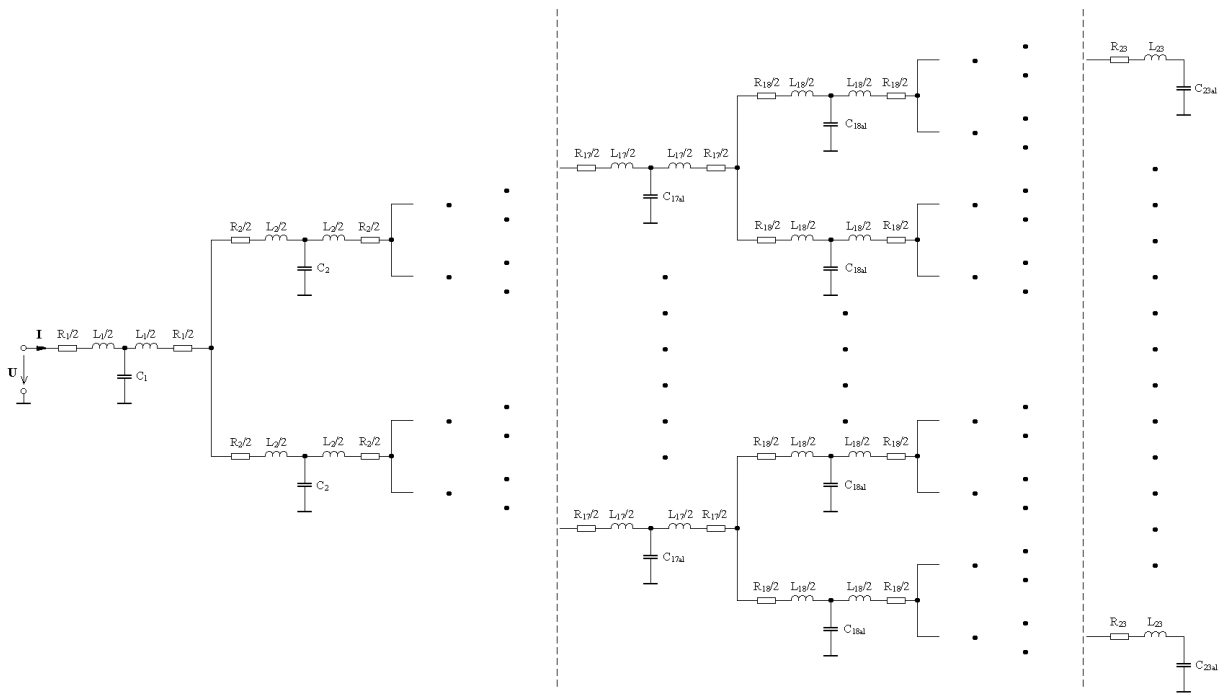 R23 L23
C23al
R18/2 L18/2 L18/2 R18/2
C18al
R17/2 L17/2 L17/2 R17/2
C17al
R2/2 L2/2 L2/2 R2/2
C2
R18/2 L18/2 L18/2 R18/2
C18al
I
R1/2 L1/2 L1/2 R1/2
U
C1
R2/2 L2/2 L2/2 R2/2
C2
R18/2 L18/2 L18/2 R18/2
C18al
R17/2 L17/2 L17/2 R17/2
C17al
R18/2 L18/2 L18/2 R18/2
C18al
R23 L23
C23al